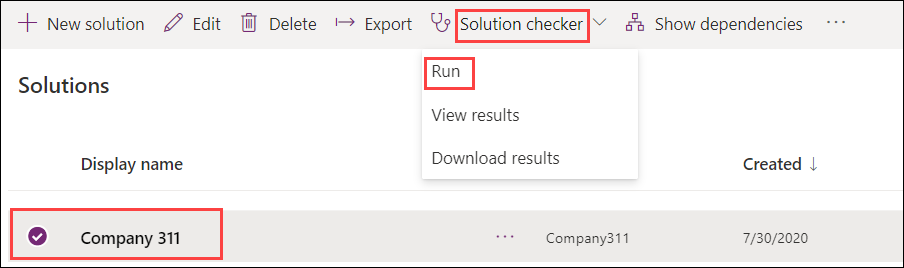 New solution Edit Delete Export Solution checker Show dependencies ...
Run
Solutions
View results
Download results
Display name Created ↓
Company 311 ... Company311 7/30/2020